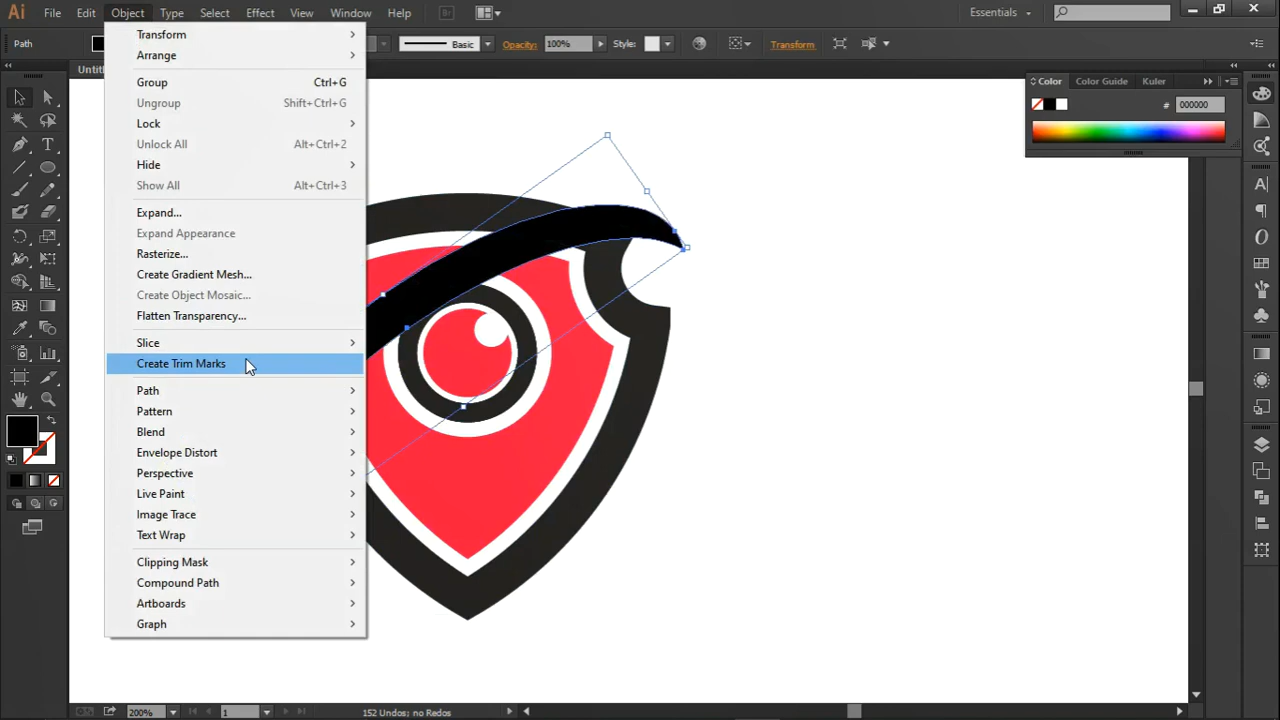 Ai File Edit Object Type Select Effect View Window Help Br Essentials
Path Basic Opacity: 100% Style: Transform
Untit
Transform
Arrange
Group Ctrl+G
Ungroup Shift+Ctrl+G
Lock
Unlock All Alt+Ctrl+2
Hide
Show All Alt+Ctrl+3
Expand...
Expand Appearance
Rasterize...
Create Gradient Mesh...
Create Object Mosaic...
Flatten Transparency...
Slice
Create Trim Marks
Path
Pattern
Blend
Envelope Distort
Perspective
Live Paint
Image Trace
Text Wrap
Clipping Mask
Compound Path
Artboards
Graph
Color Color Guide Kuler
# 000000
200% 1 152 Undos; no Redos